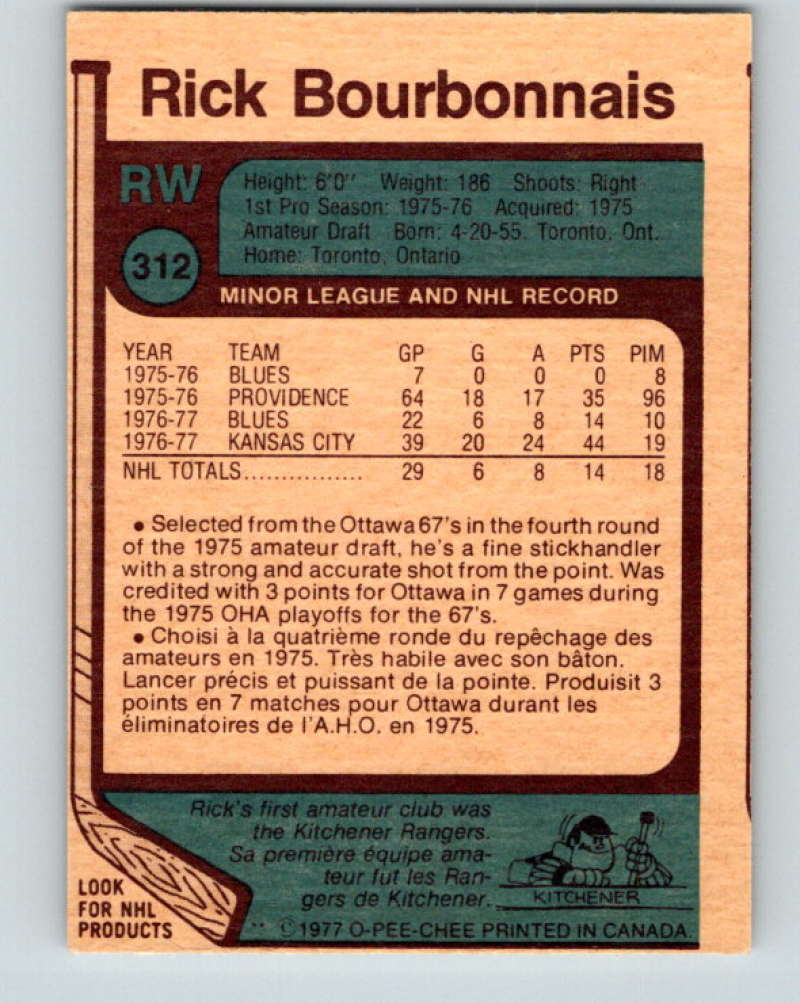 Rick Bourbonnais
RW
312
Height: 6'0" Weight: 186 Shoots: Right
1st Pro Season: 1975-76 Acquired: 1975
Amateur Draft Born: 4-20-55. Toronto, Ont.
Home: Toronto, Ontario
MINOR LEAGUE AND NHL RECORD
YEAR TEAM GP G A PTS PIM
1975-76 BLUES 7 0 0 0 8
1975-76 PROVIDENCE 64 18 17 35 96
1976-77 BLUES 22 6 8 14 10
1976-77 KANSAS CITY 39 20 24 44 19
NHL TOTALS................ 29 6 8 14 18
• Selected from the Ottawa 67's in the fourth round
of the 1975 amateur draft, he's a fine stickhandler
with a strong and accurate shot from the point. Was
credited with 3 points for Ottawa in 7 games during
the 1975 OHA playoffs for the 67's.
• Choisi à la quatrième ronde du repêchage des
amateurs en 1975. Très habile avec son bâton.
Lancer précis et puissant de la pointe. Produisit 3
points en 7 matches pour Ottawa durant les
éliminatoires de l'A.H.O. en 1975.
Rick's first amateur club was
the Kitchener Rangers.
Sa première équipe ama-
teur fut les Ran-
gers de Kitchener.
KITCHENER
LOOK
FOR NHL
PRODUCTS
** ©1977 O-PEE-CHEE PRINTED IN CANADA.